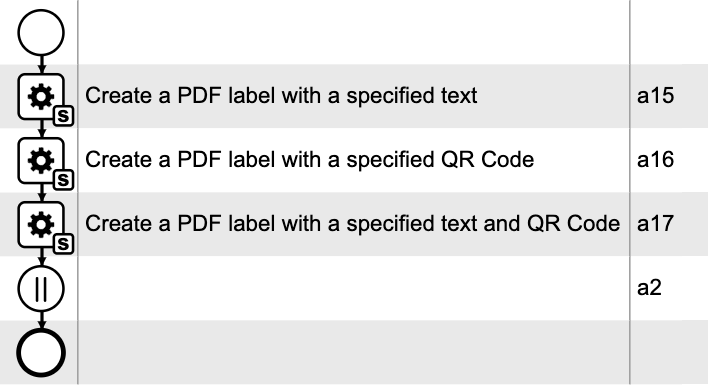 Create a PDF label with a specified text a15
S
Create a PDF label with a specified QR Code a16
S
Create a PDF label with a specified text and QR Code a17
S
a2